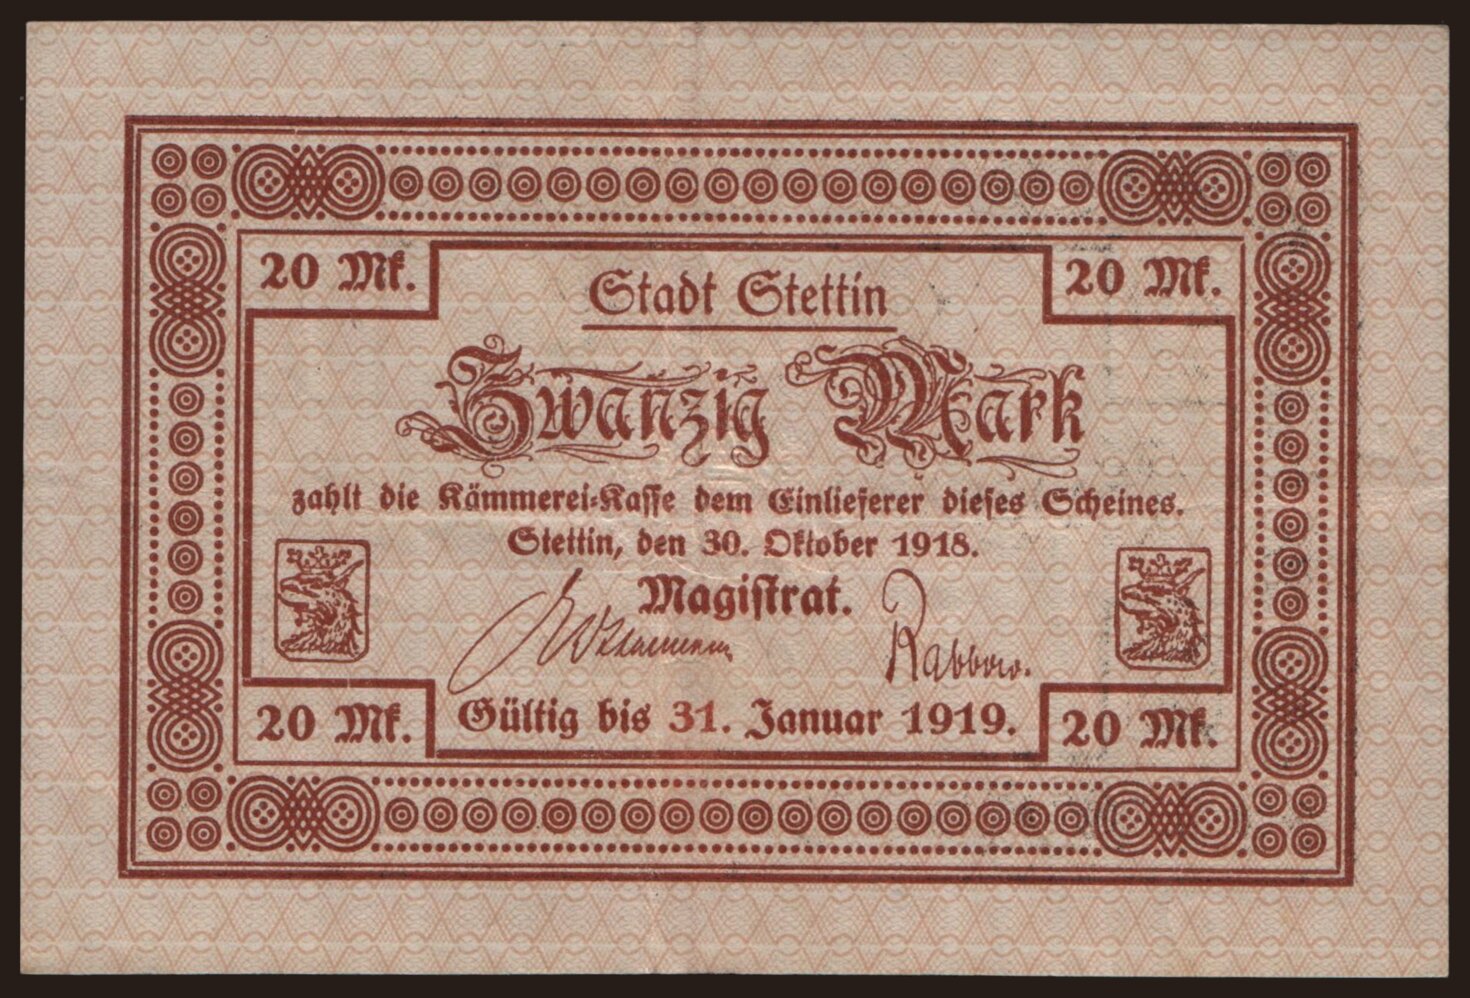 20 Mk.
20 Mk.
Stadt Stettin
Zwanzig Mark
zahlt die Kämmerei-Kasse dem Einlieferer dieses Scheines.
Stettin, den 30. Oktober 1918.
Magistrat.
Rabbow.
Gültig bis 31. Januar 1919.
20 Mk.
20 Mk.